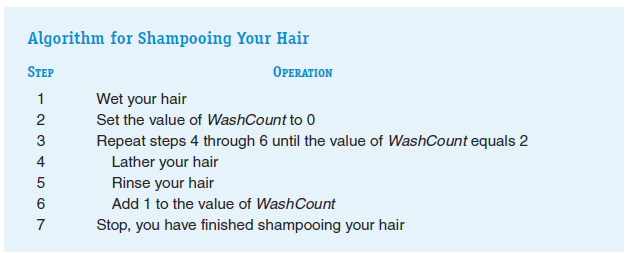 Algorithm for Shampooing Your Hair
STEP OPERATION
1 Wet your hair
2 Set the value of WashCount to 0
3 Repeat steps 4 through 6 until the value of WashCount equals 2
4 Lather your hair
5 Rinse your hair
6 Add 1 to the value of WashCount
7 Stop, you have finished shampooing your hair